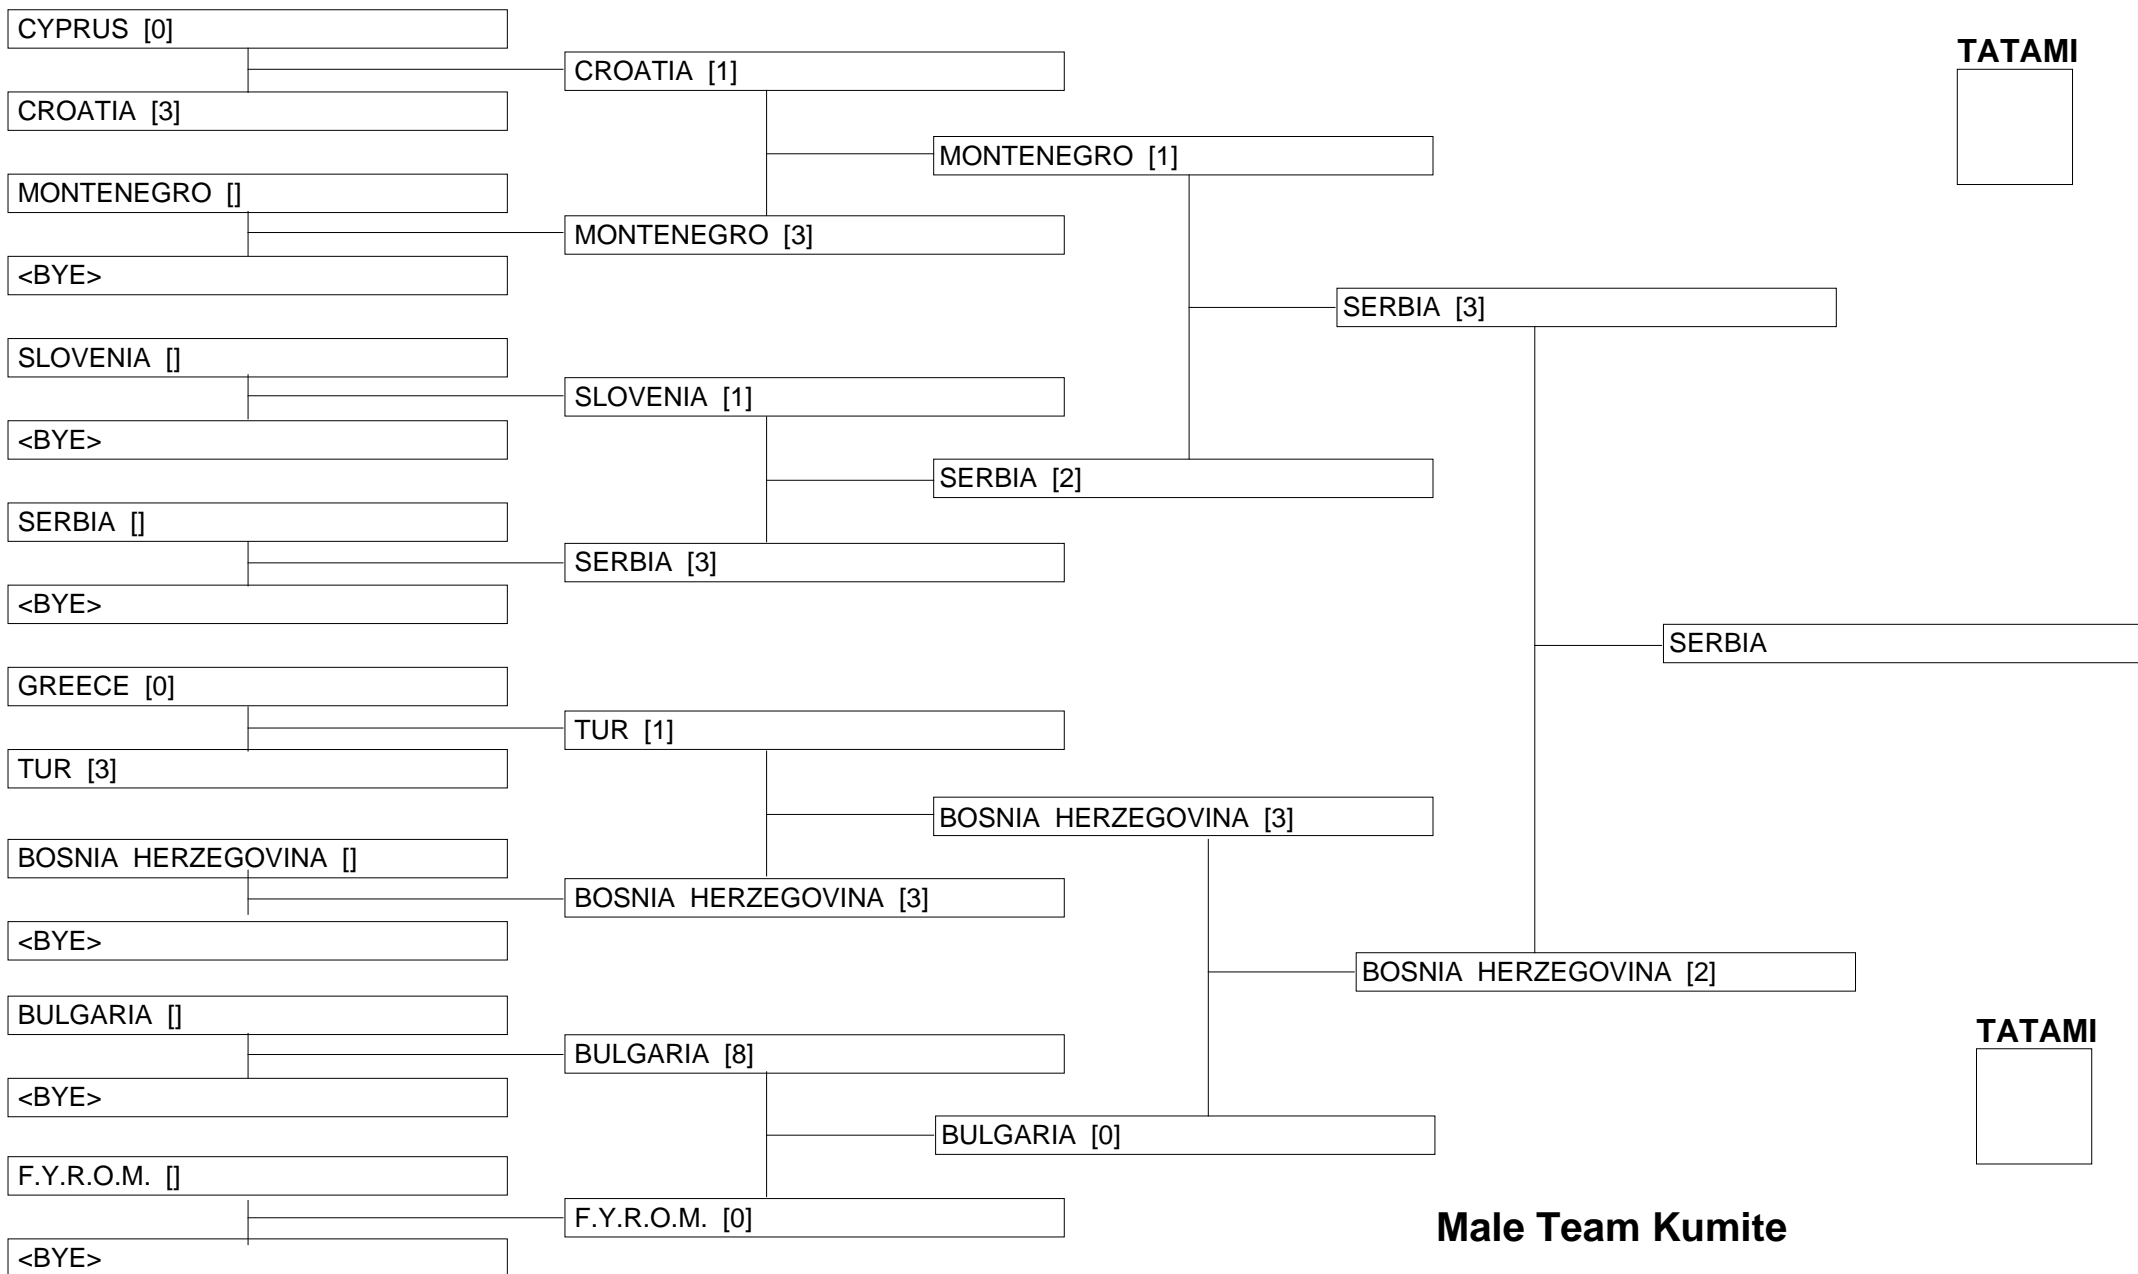 CYPRUS [0]
CROATIA [3]
MONTENEGRO []
<BYE>
SLOVENIA []
<BYE>
SERBIA []
<BYE>
GREECE [0]
TUR [3]
BOSNIA HERZEGOVINA []
<BYE>
BULGARIA []
<BYE>
F.Y.R.O.M. []
<BYE>
CROATIA [1]
MONTENEGRO [3]
SLOVENIA [1]
SERBIA [3]
TUR [1]
BOSNIA HERZEGOVINA [3]
BULGARIA [8]
F.Y.R.O.M. [0]
MONTENEGRO [1]
SERBIA [2]
BOSNIA HERZEGOVINA [3]
BULGARIA [0]
SERBIA [3]
BOSNIA HERZEGOVINA [2]
SERBIA
TATAMI
TATAMI
Male Team Kumite